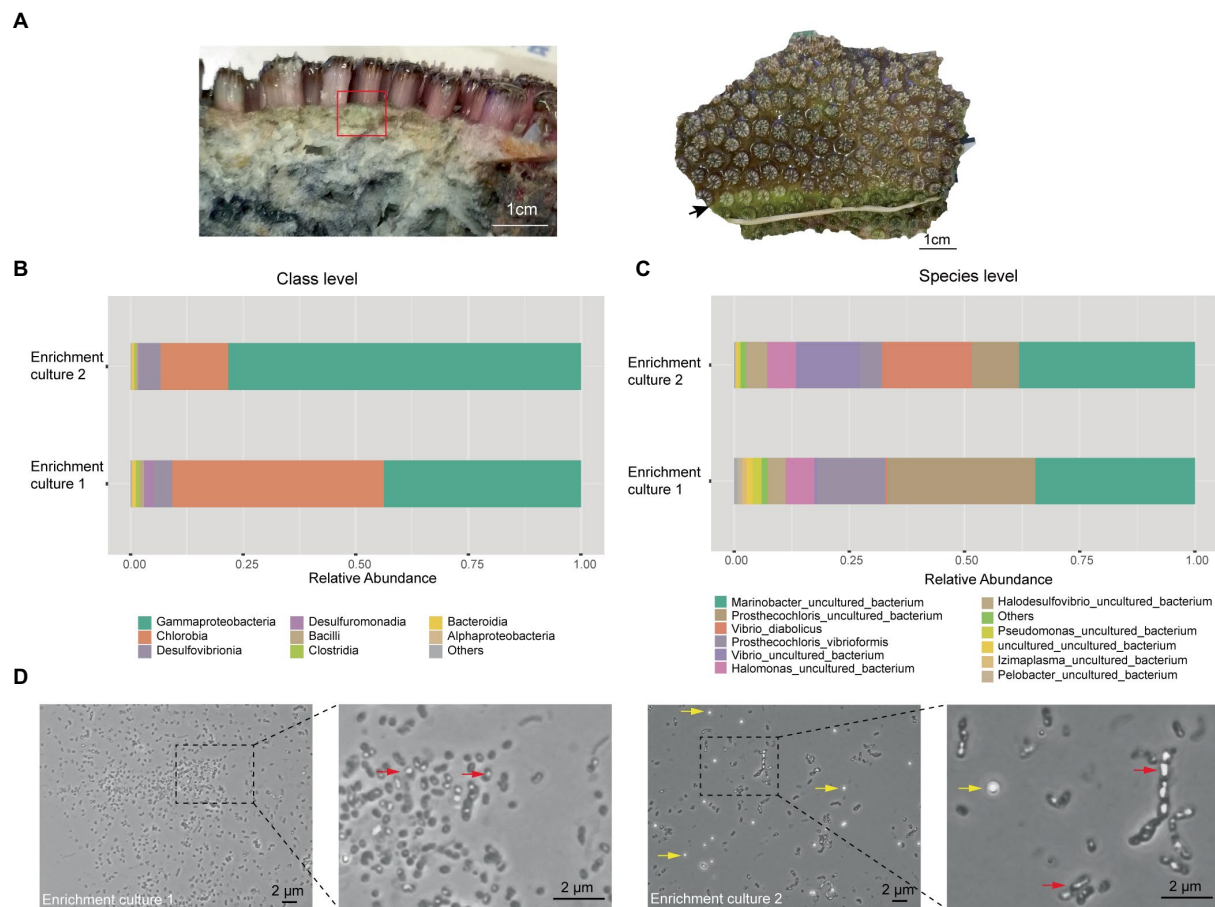 A
1cm
1cm
B
Class level
Enrichment
culture 2
Enrichment
culture 1
0.00 0.25 0.50 0.75 1.00
Relative Abundance
Gammaproteobacteria
Chlorobia
Desulfovibrionia
Desulfuromonadia
Bacilli
Clostridia
Bacteroidia
Alphaproteobacteria
Others
C
Species level
Enrichment
culture 2
Enrichment
culture 1
0.00 0.25 0.50 0.75 1.00
Relative Abundance
Marinobacter_uncultured_bacterium
Prosthecochloris_uncultured_bacterium
Vibrio_diabolicus
Prosthecochloris_vibrioformis
Vibrio_uncultured_bacterium
Halomonas_uncultured_bacterium
Halodesulfovibrio_uncultured_bacterium
Others
Pseudomonas_uncultured_bacterium
uncultured_uncultured_bacterium
Izimaplasma_uncultured_bacterium
Pelobacter_uncultured_bacterium
D
Enrichment culture 1
2 µm
2 µm
Enrichment culture 2
2 µm
2 µm